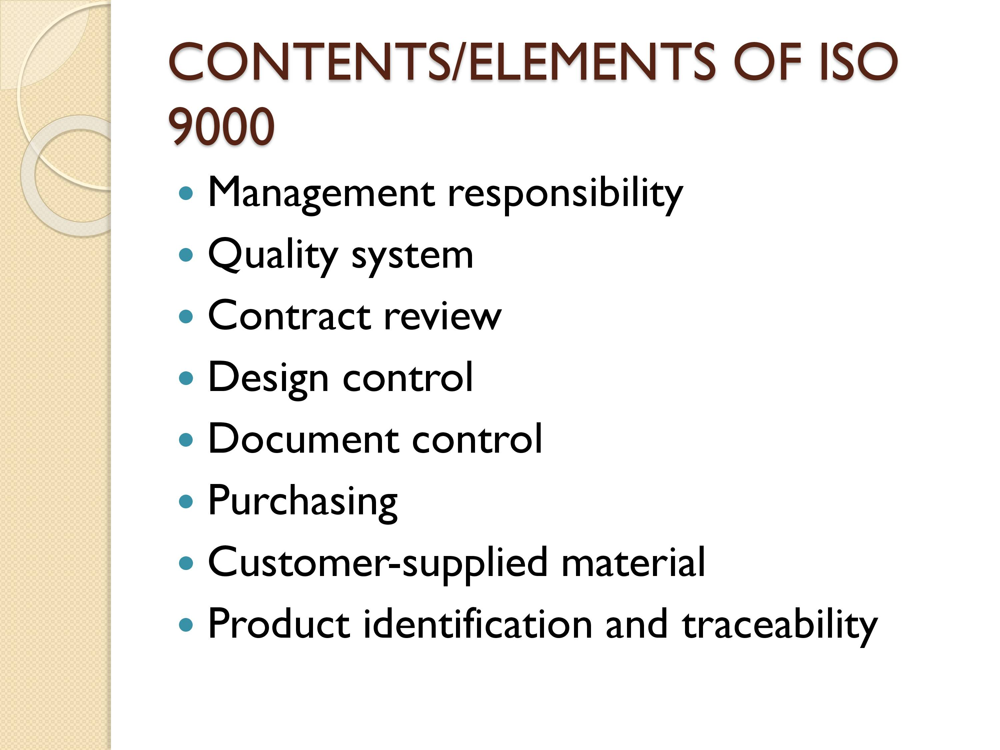 CONTENTS/ELEMENTS OF ISO
9000
• Management responsibility
• Quality system
• Contract review
• Design control
• Document control
• Purchasing
• Customer-supplied material
• Product identification and traceability